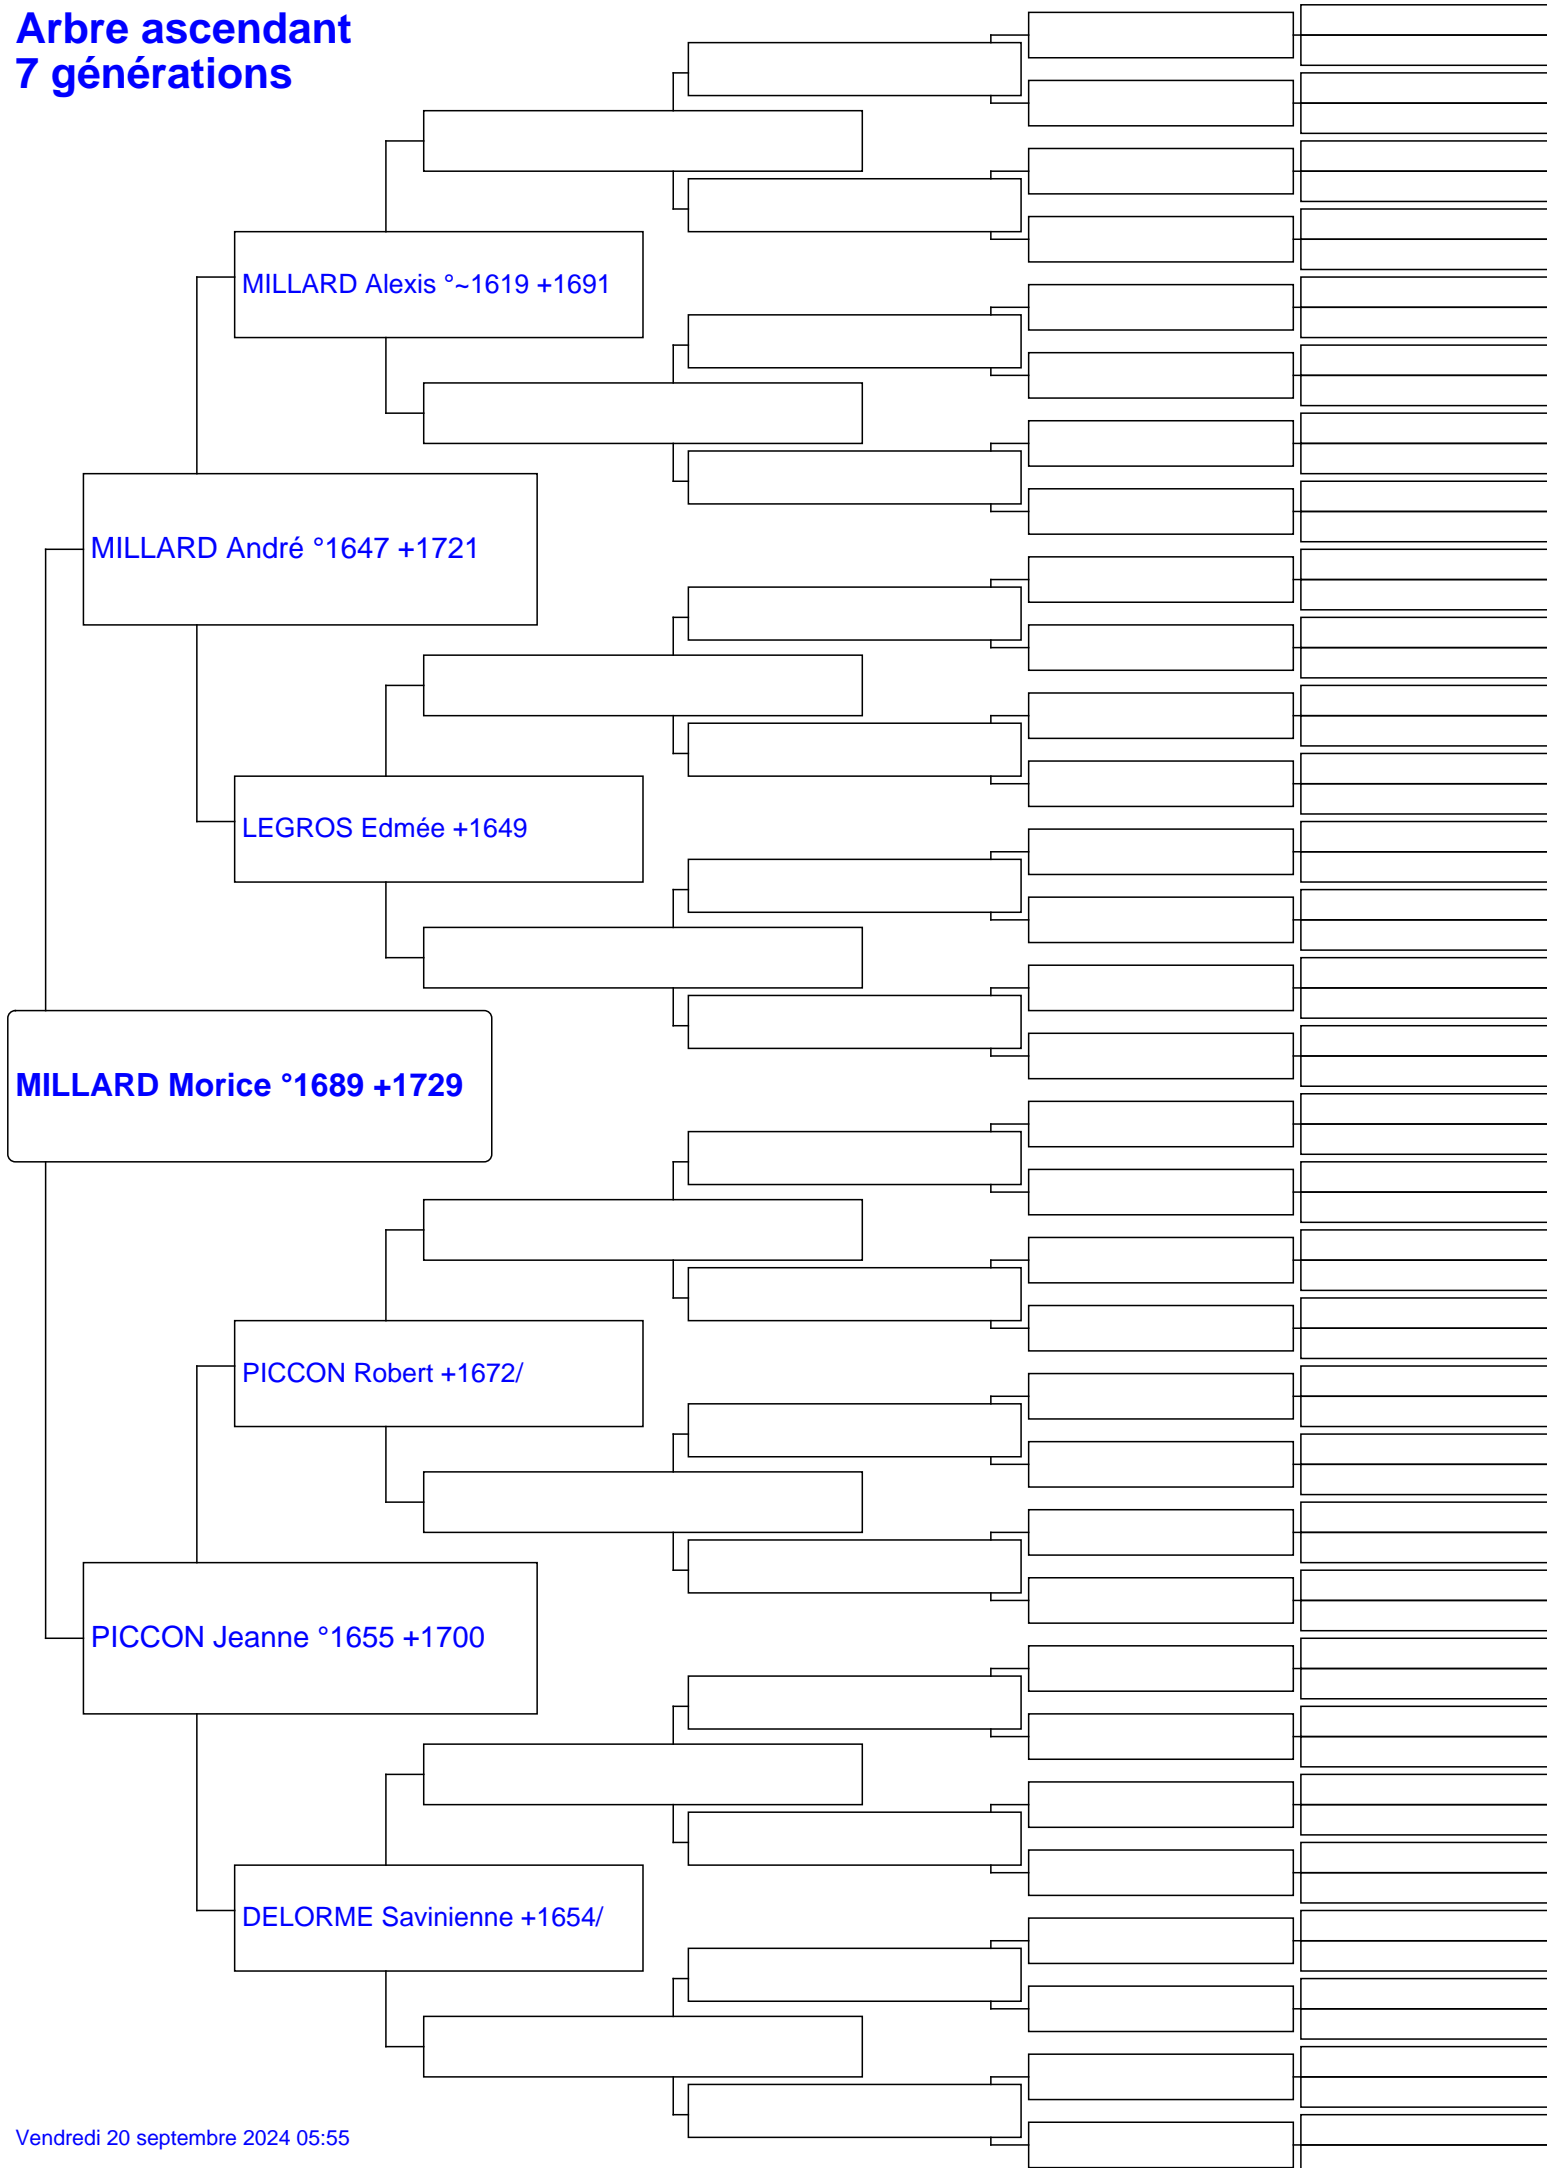 Arbre ascendant
7 générations
MILLARD Alexis °~1619 +1691
MILLARD André °1647 +1721
LEGROS Edmée +1649
MILLARD Morice °1689 +1729
PICCON Robert +1672/
PICCON Jeanne °1655 +1700
DELORME Savinienne +1654/
Vendredi 20 septembre 2024 05:55